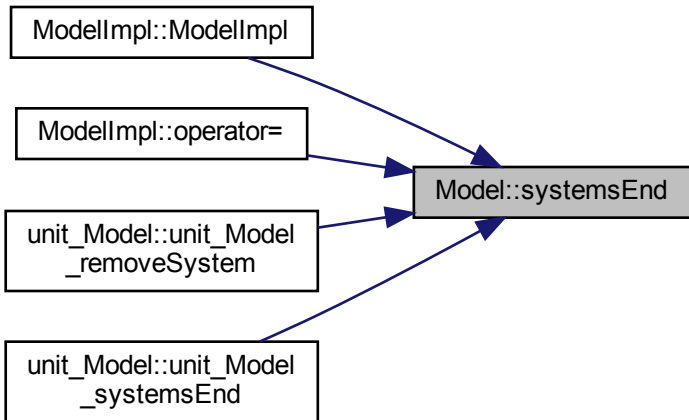 ModelImpl::ModelImpl
ModelImpl::operator=
Model::systemsEnd
unit_Model::unit_Model
_removeSystem
unit_Model::unit_Model
_systemsEnd